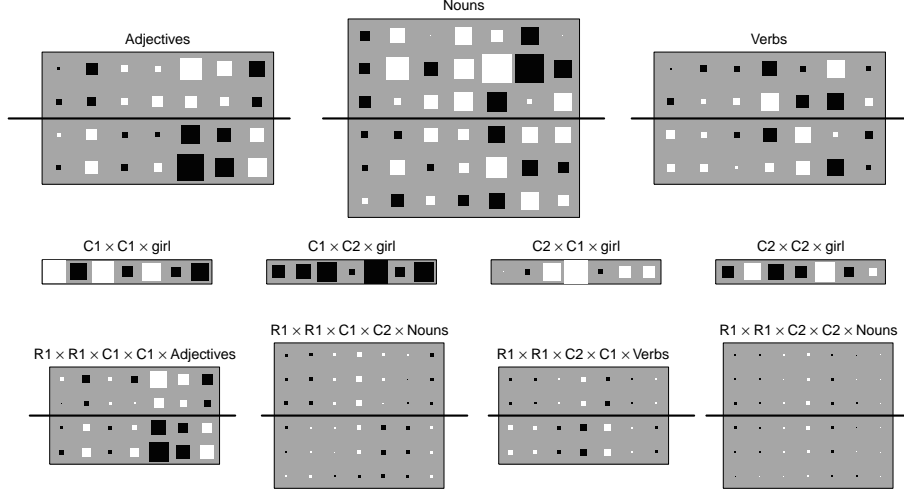 Nouns
Adjectives
Verbs
C1 × C1 × girl
C1 × C2 × girl
C2 × C1 × girl
C2 × C2 × girl
R1 × R1 × C1 × C1 × Adjectives
R1 × R1 × C1 × C2 × Nouns
R1 × R1 × C2 × C1 × Verbs
R1 × R1 × C2 × C2 × Nouns